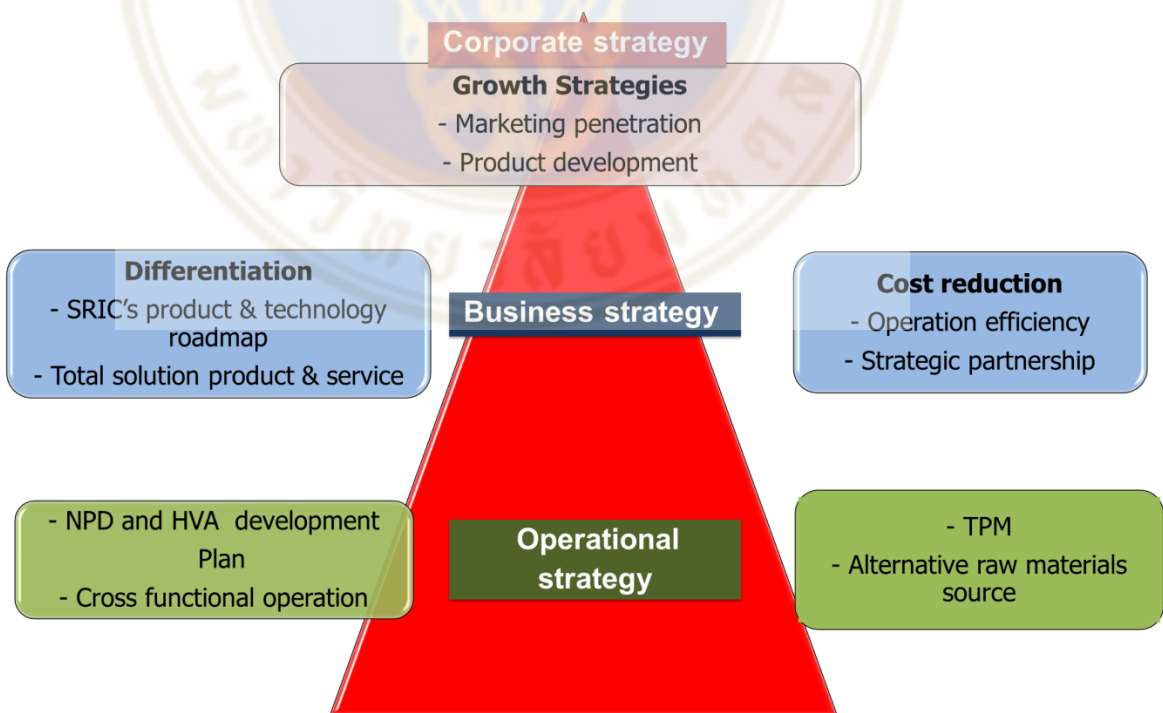 Corporate strategy
Growth Strategies
- Marketing penetration
- Product development
Differentiation
- SRIC's product & technology
roadmap
- Total solution product & service
Business strategy
Cost reduction
- Operation efficiency
- Strategic partnership
- NPD and HVA  development
Plan
- Cross functional operation
Operational
strategy
- TPM
- Alternative raw materials
source